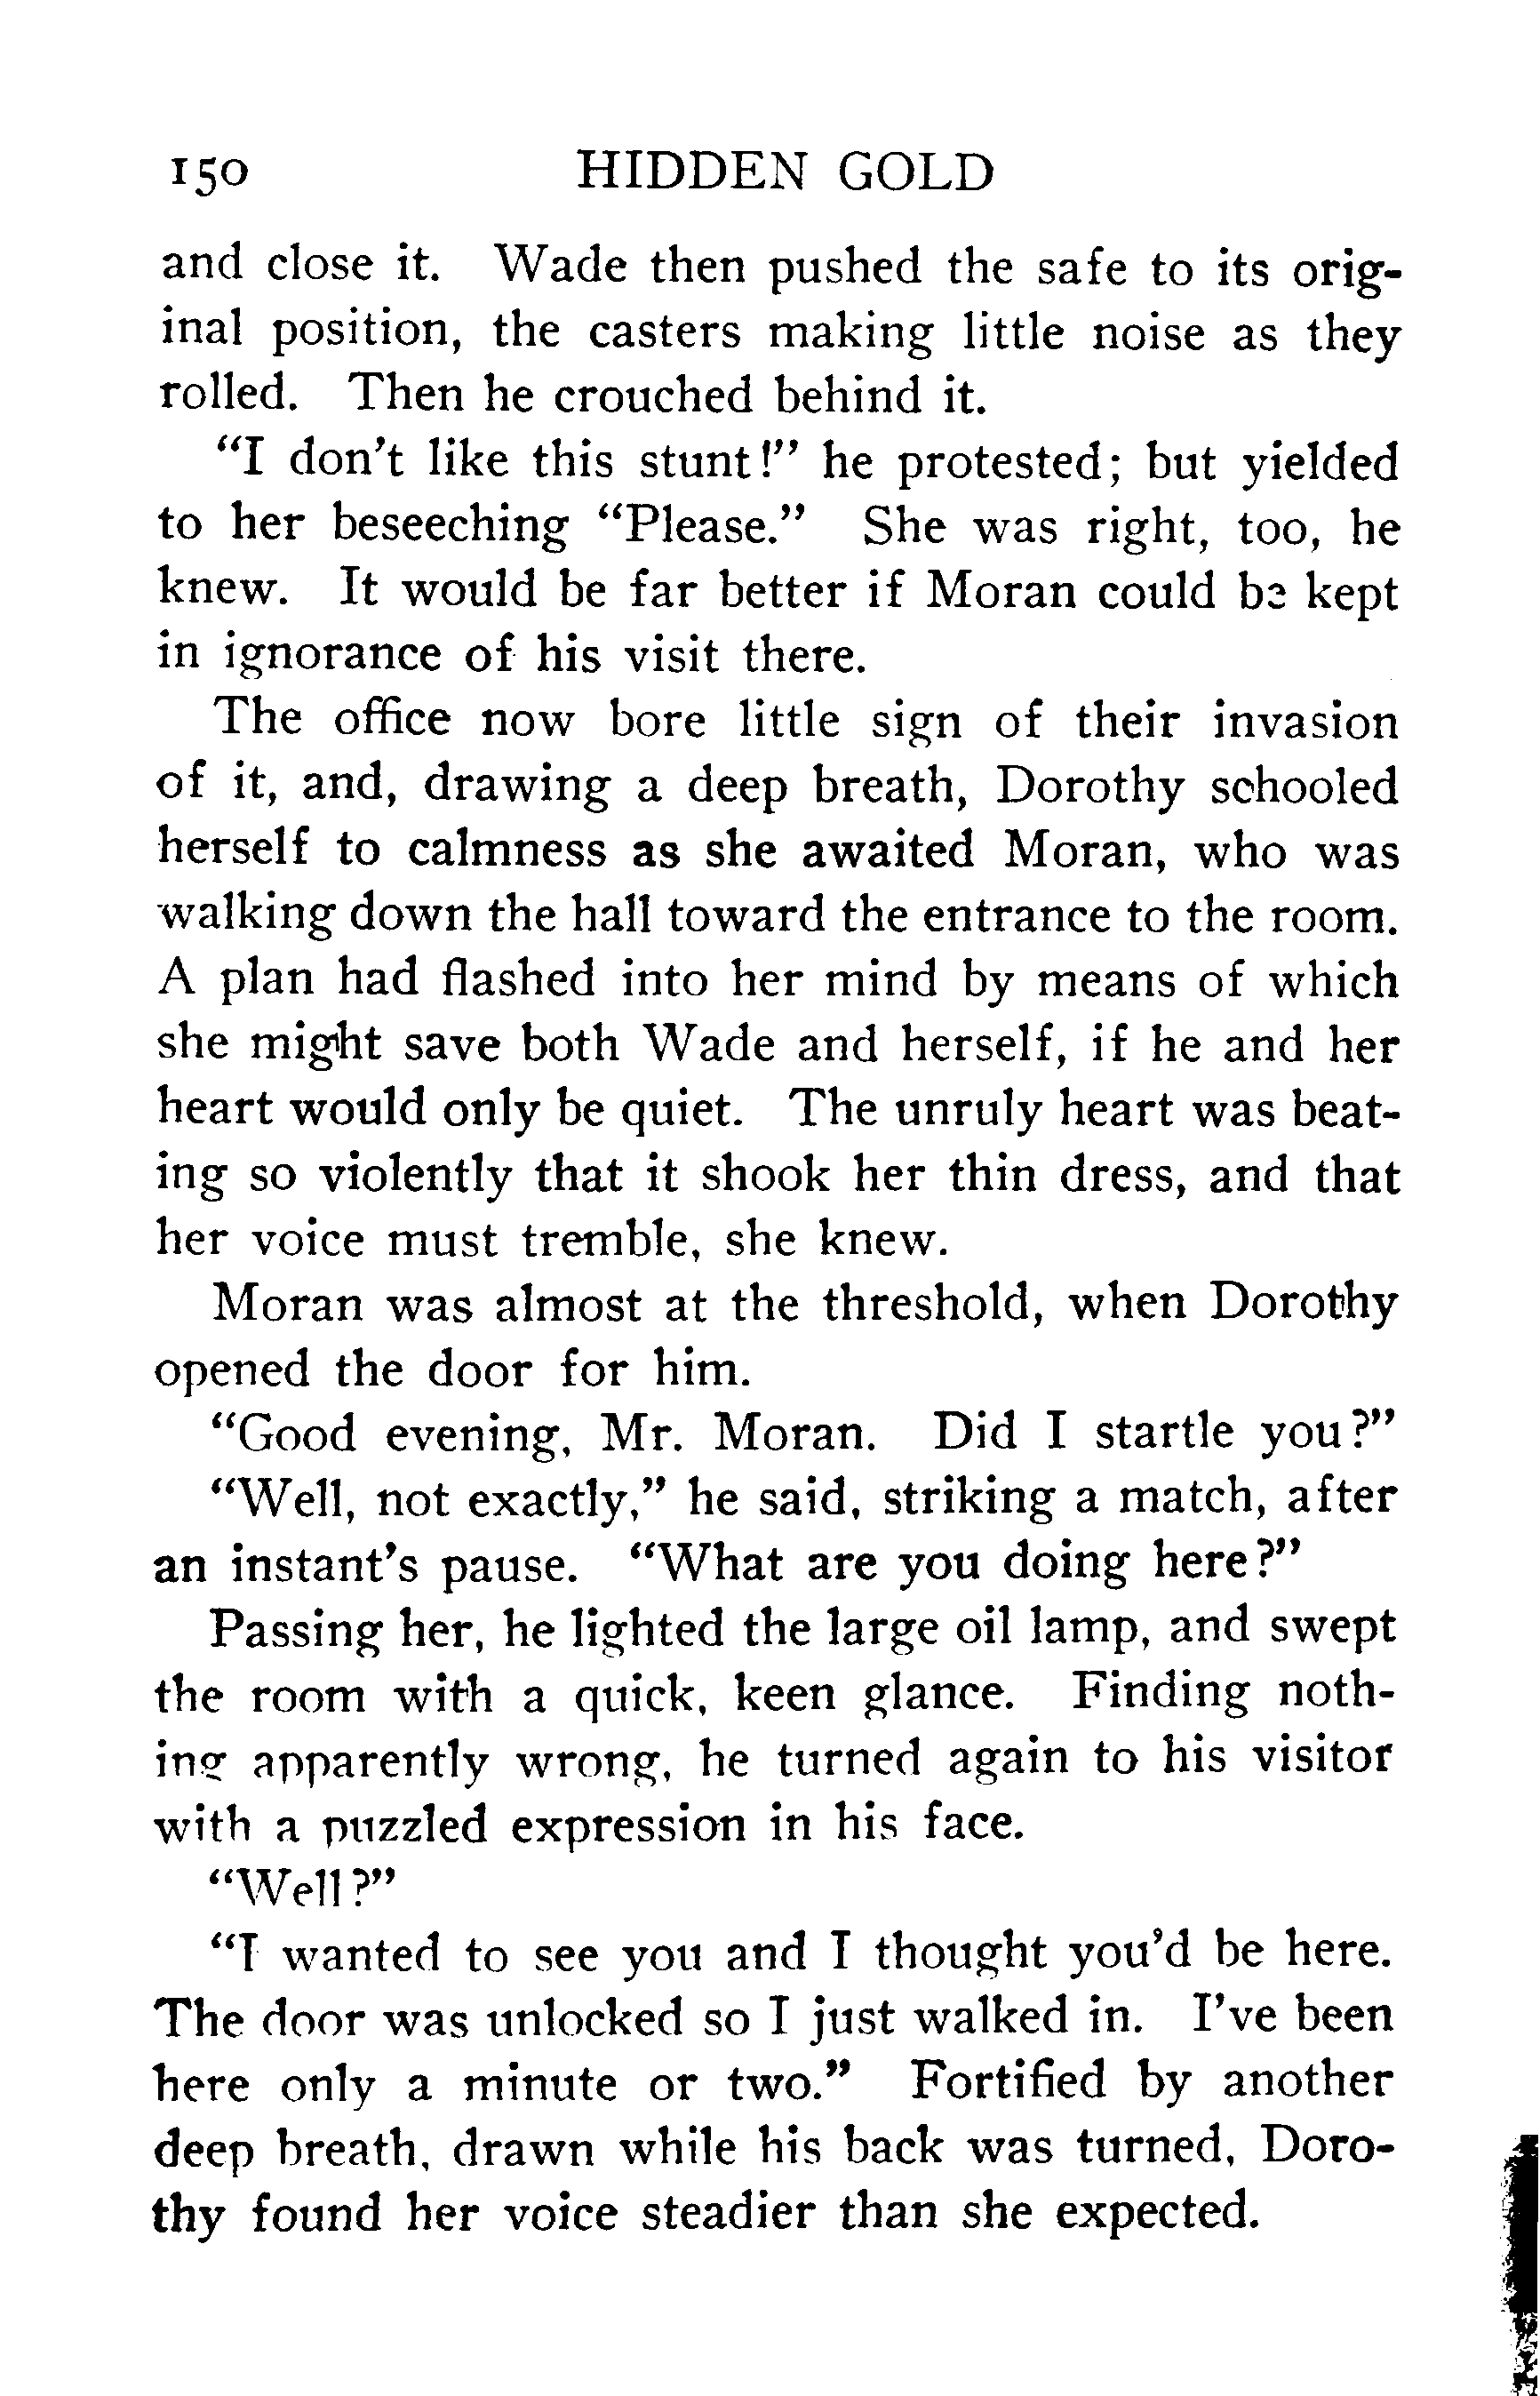 150 HIDDEN GOLD
and close it. Wade then pushed the safe to its orig-
inal position, the casters making little noise as they
rolled. Then he crouched behind it.
"I don't like this stunt!" he protested; but yielded
to her beseeching "Please." She was right, too, he
knew. It would be far better if Moran could be kept
in ignorance of his visit there.
The office now bore little sign of their invasion
of it, and, drawing a deep breath, Dorothy schooled
herself to calmness as she awaited Moran, who was
walking down the hall toward the entrance to the room.
A plan had flashed into her mind by means of which
she might save both Wade and herself, if he and her
heart would only be quiet. The unruly heart was beat-
ing so violently that it shook her thin dress, and that
her voice must tremble, she knew.
Moran was almost at the threshold, when Dorothy
opened the door for him.
"Good evening, Mr. Moran. Did I startle you?"
"Well, not exactly," he said, striking a match, after
an instant's pause. "What are you doing here?"
Passing her, he lighted the large oil lamp, and swept
the room with a quick, keen glance. Finding noth-
ing apparently wrong, he turned again to his visitor
with a puzzled expression in his face.
"Well?"
"I wanted to see you and I thought you'd be here.
The door was unlocked so I just walked in. I've been
here only a minute or two." Fortified by another
deep breath, drawn while his back was turned, Doro-
thy found her voice steadier than she expected.